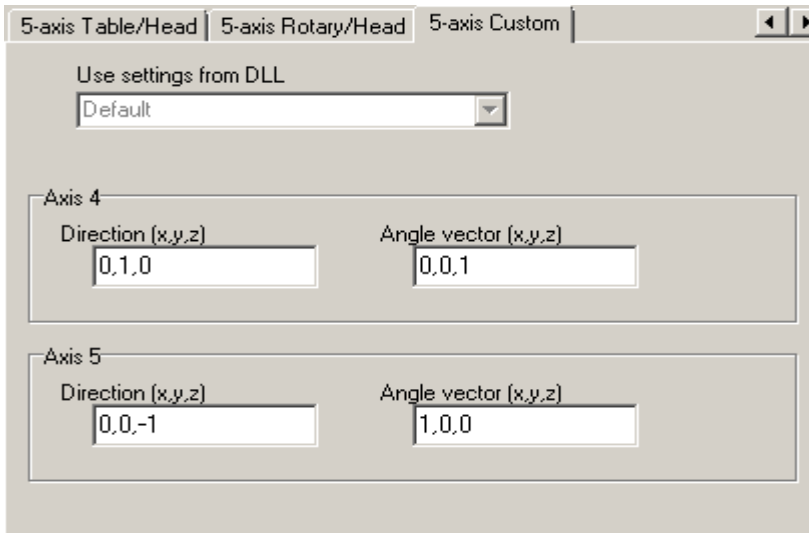 5-axis Table/Head 5-axis Rotary/Head 5-axis Custom
Use settings from DLL
Default
Axis 4
Direction (x,y,z) Angle vector (x,y,z)
0,1,0 0,0,1
Axis 5
Direction (x,y,z) Angle vector (x,y,z)
0,0,-1 1,0,0